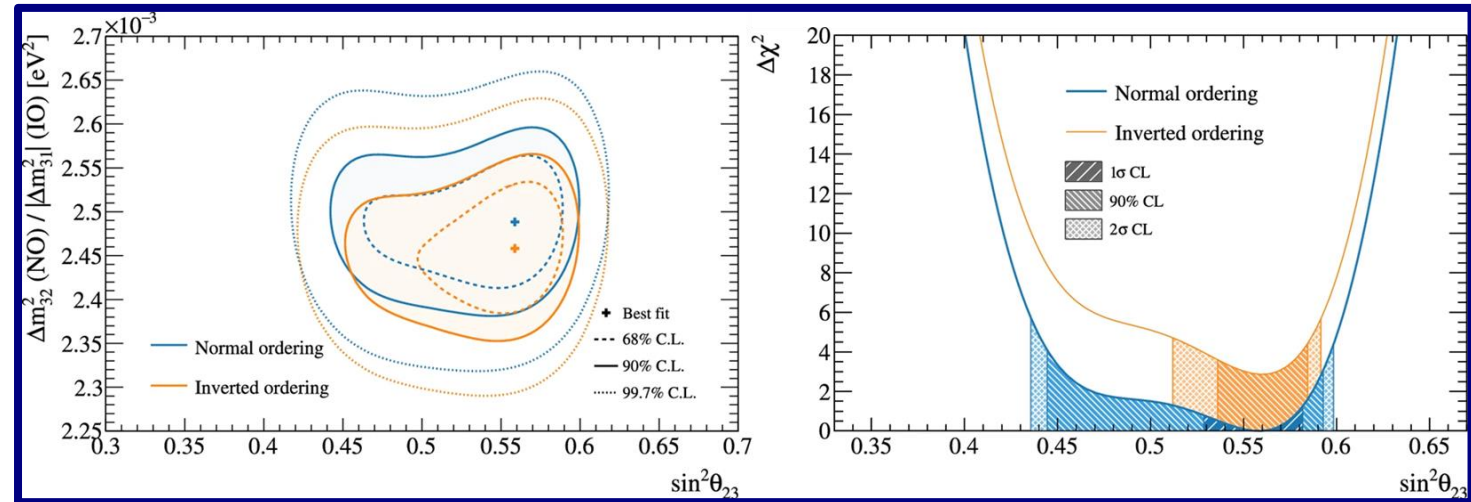 ×10⁻³
2.7
2.65
2.6
2.55
2.5
2.45
2.4
2.35
2.3
2.25
Δm²₃₂ (NO) / |Δm²₃₁| (IO) [eV²]
Normal ordering
Inverted ordering
Best fit
68% C.L.
90% C.L.
99.7% C.L.
0.3 0.35 0.4 0.45 0.5 0.55 0.6 0.65 0.7
sin²θ₂₃
Δχ²
20
18
16
14
12
10
8
6
4
2
0
Normal ordering
Inverted ordering
1σ CL
90% CL
2σ CL
0.35 0.4 0.45 0.5 0.55 0.6 0.65
sin²θ₂₃